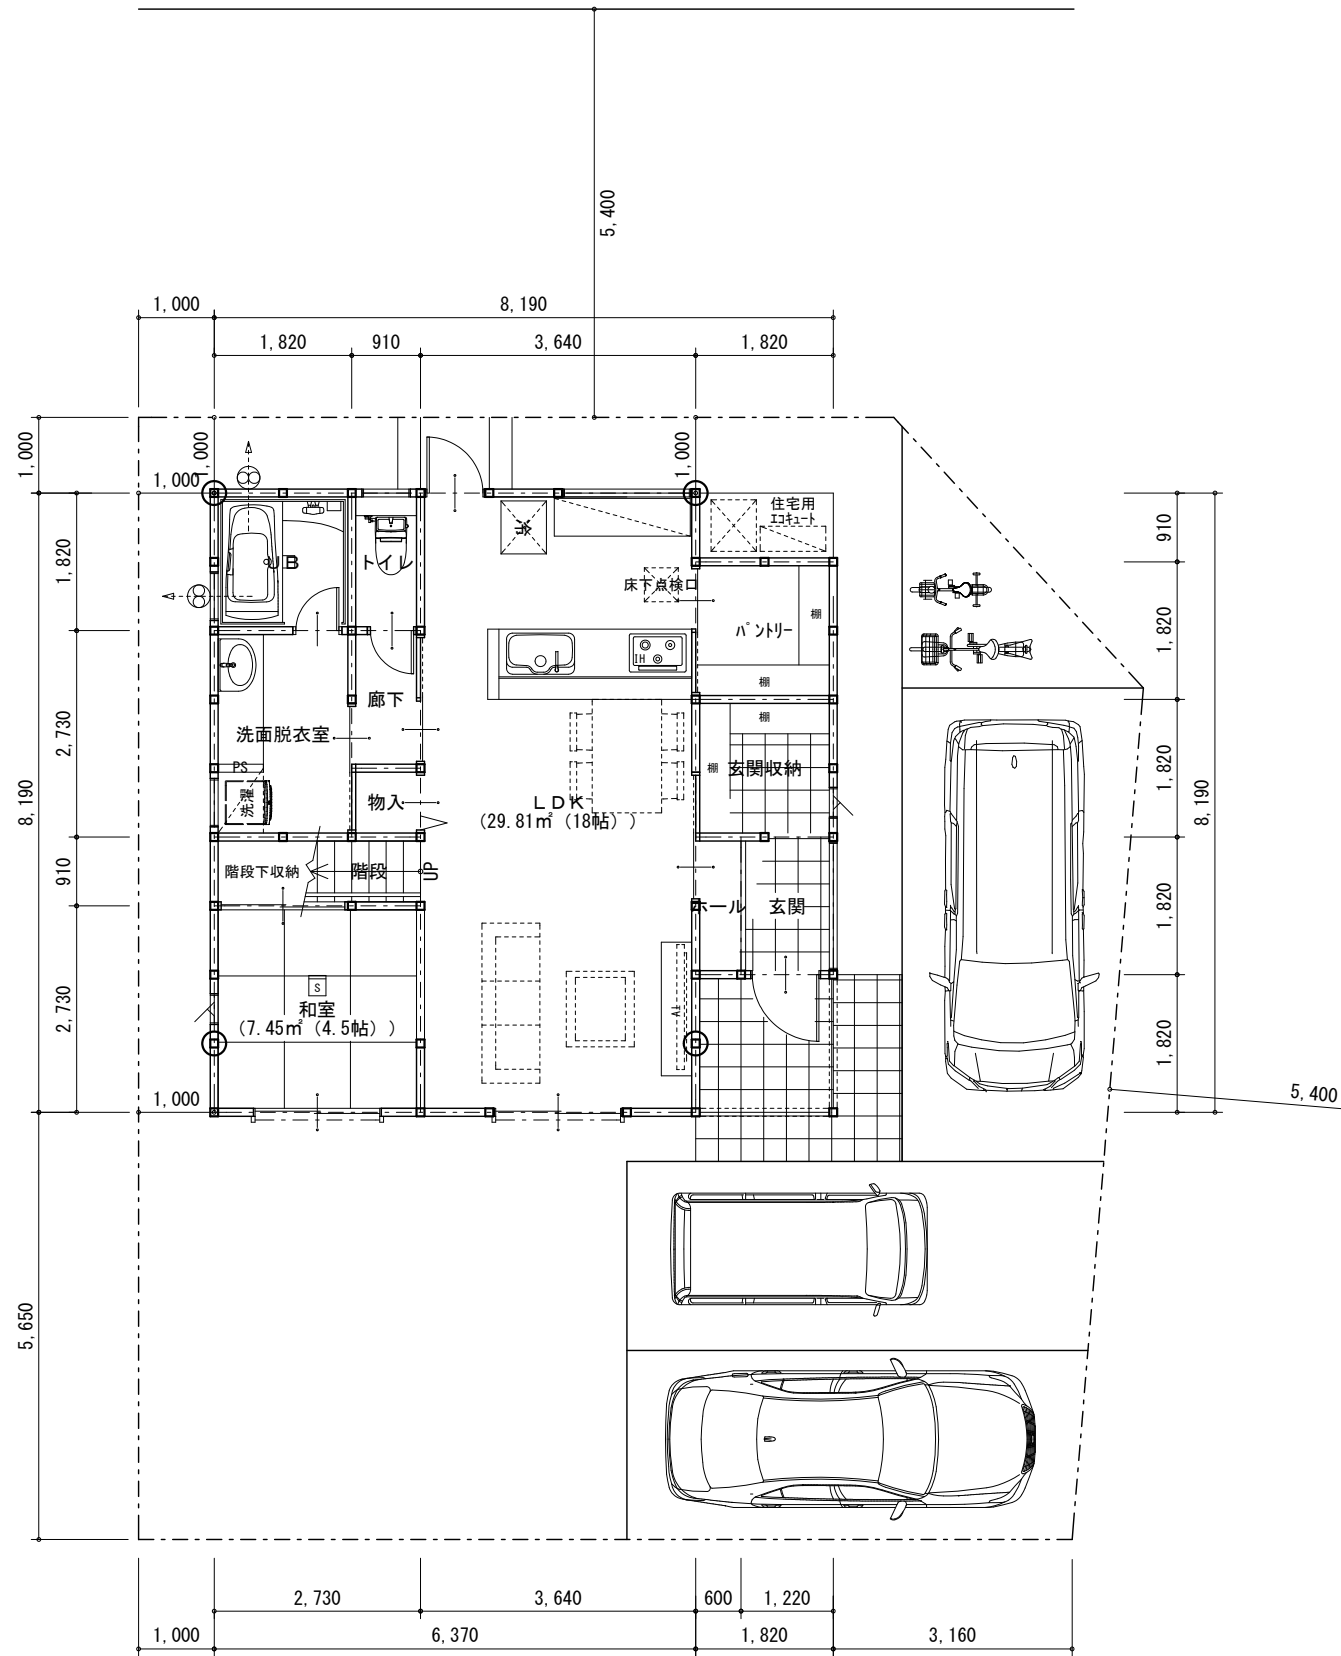 5,400
1,000
8,190
1,820
910
3,640
1,820
1,000
1,000
1,000
1,000
住宅用
ｴｺｷｭｰﾄ
冷
910
1,820
UB
トイレ
床下点検口
棚
1,820
パントリー
IH
棚
廊下
棚
2,730
洗面脱衣室
PS
洗濯
物入
LDK
(29.81㎡ (18帖) )
棚
玄関収納
1,820
8,190
8,190
910
階段下収納
階段
UP
ホール
玄関
1,820
S
和室
(7.45㎡ (4.5帖) )
2,730
TV
1,820
1,000
5,400
5,650
2,730
3,640
600
1,220
1,000
6,370
1,820
3,160